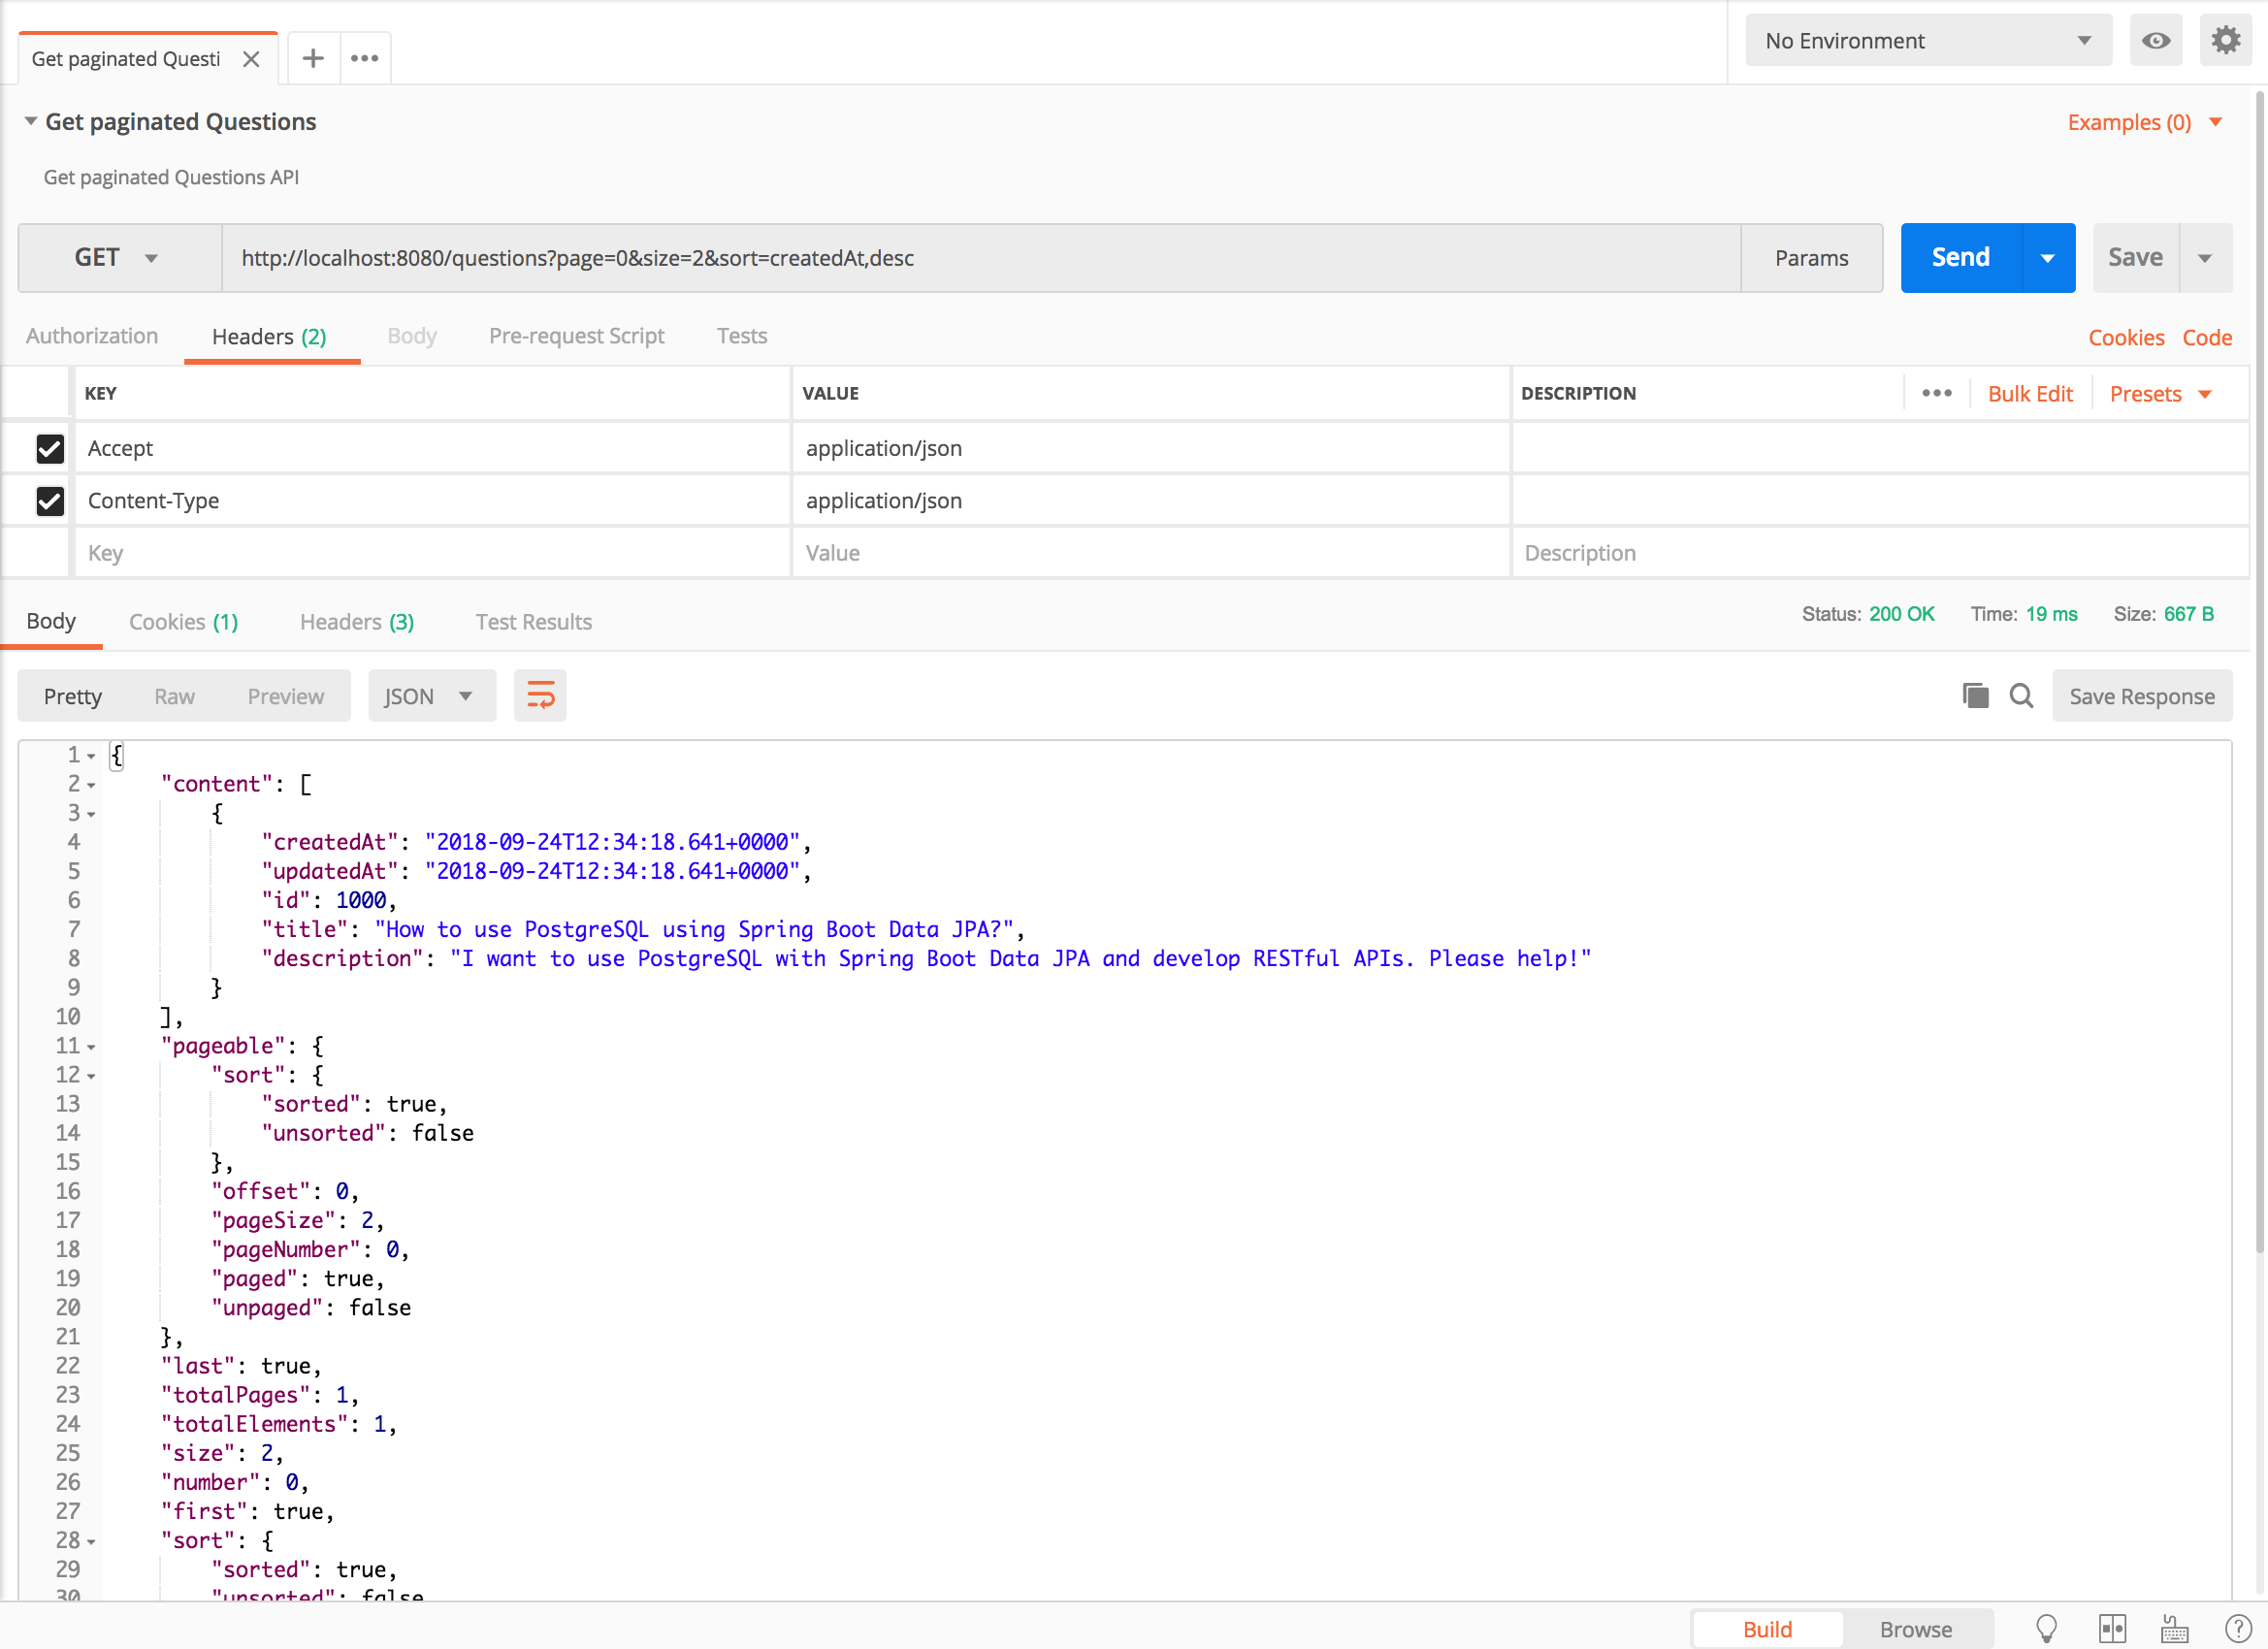 Get paginated Questi
No Environment
Get paginated Questions
Examples (0)
Get paginated Questions API
GET http://localhost:8080/questions?page=0&size=2&sort=createdAt,desc Params Send Save
Authorization Headers (2) Body Pre-request Script Tests Cookies Code
KEY VALUE DESCRIPTION ••• Bulk Edit Presets
Accept application/json
Content-Type application/json
Key Value Description
Body Cookies (1) Headers (3) Test Results Status: 200 OK Time: 19 ms Size: 667 B
Pretty Raw Preview JSON Save Response
1 {
2 "content": [
3 {
4 "createdAt": "2018-09-24T12:34:18.641+0000",
5 "updatedAt": "2018-09-24T12:34:18.641+0000",
6 "id": 1000,
7 "title": "How to use PostgreSQL using Spring Boot Data JPA?",
8 "description": "I want to use PostgreSQL with Spring Boot Data JPA and develop RESTful APIs. Please help!"
9 }
10 ],
11 "pageable": {
12 "sort": {
13 "sorted": true,
14 "unsorted": false
15 },
16 "offset": 0,
17 "pageSize": 2,
18 "pageNumber": 0,
19 "paged": true,
20 "unpaged": false
21 },
22 "last": true,
23 "totalPages": 1,
24 "totalElements": 1,
25 "size": 2,
26 "number": 0,
27 "first": true,
28 "sort": {
29 "sorted": true,
30 "unsorted": false
Build Browse